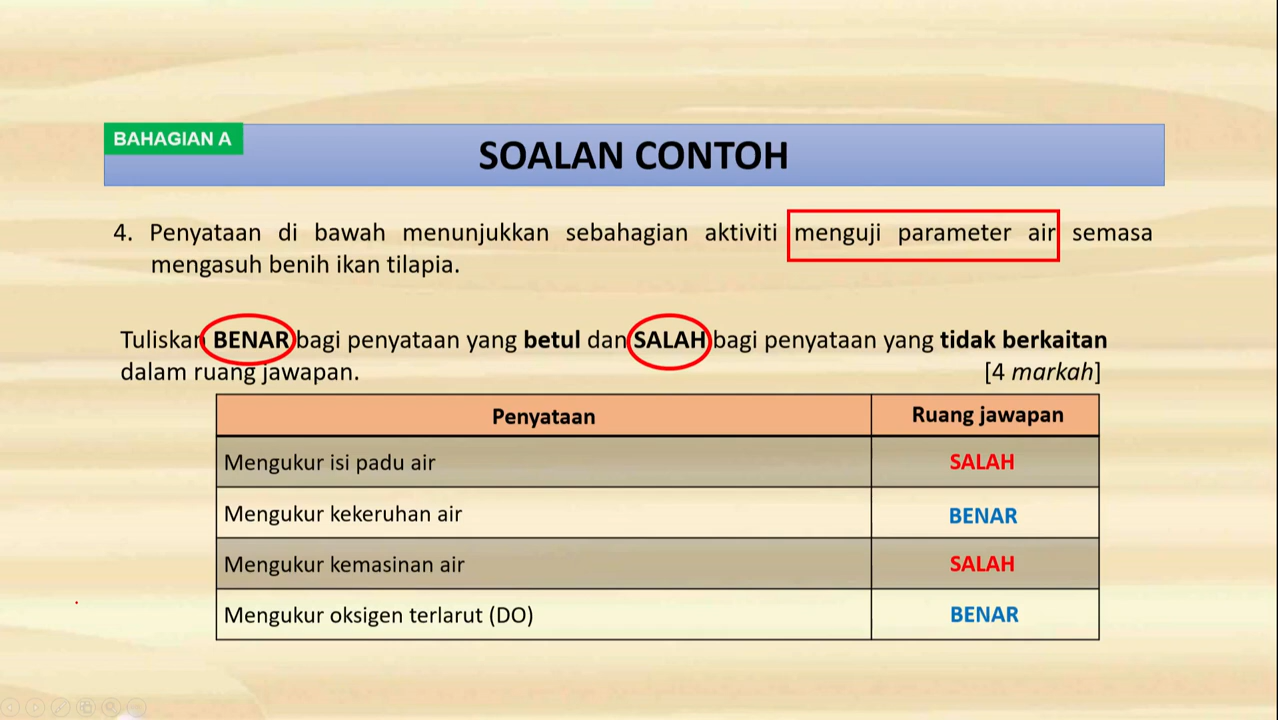 BAHAGIAN A
SOALAN CONTOH
4. Penyataan di bawah menunjukkan sebahagian aktiviti menguji parameter air semasa
mengasuh benih ikan tilapia.
Tuliskan BENAR bagi penyataan yang betul dan SALAH bagi penyataan yang tidak berkaitan
dalam ruang jawapan. [4 markah]
Penyataan Ruang jawapan
Mengukur isi padu air SALAH
Mengukur kekeruhan air BENAR
Mengukur kemasinan air SALAH
Mengukur oksigen terlarut (DO) BENAR